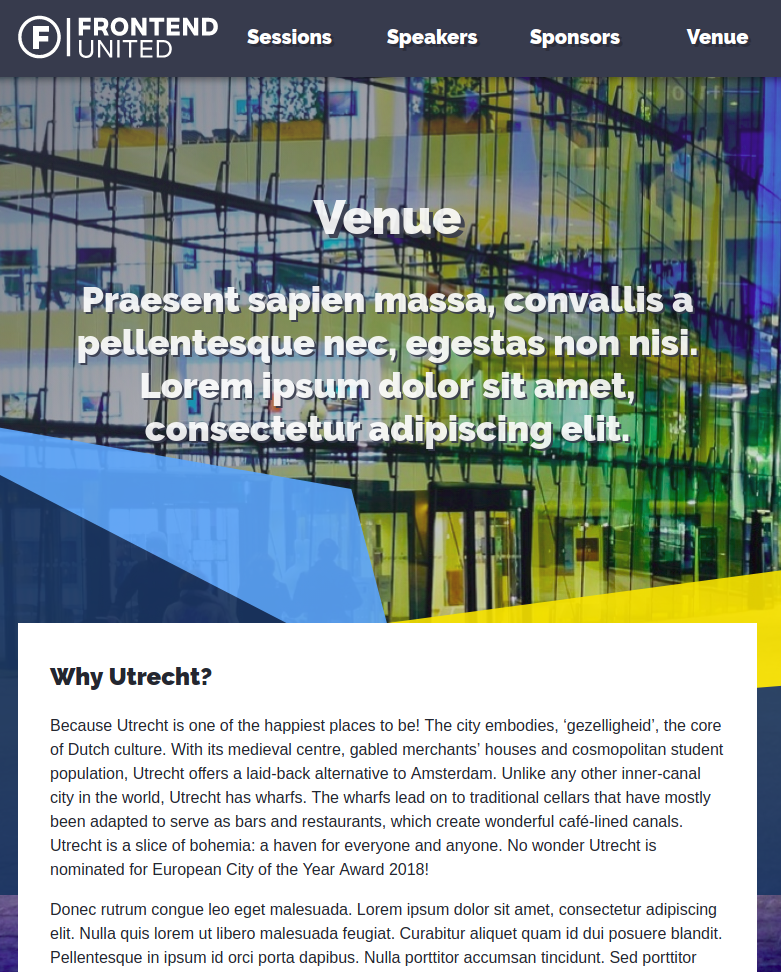 F FRONTEND
UNITED
Sessions Speakers Sponsors Venue
Venue
Praesent sapien massa, convallis a
pellentesque nec, egestas non nisi.
Lorem ipsum dolor sit amet,
consectetur adipiscing elit.
Why Utrecht?
Because Utrecht is one of the happiest places to be! The city embodies, ‘gezelligheid’, the core
of Dutch culture. With its medieval centre, gabled merchants’ houses and cosmopolitan student
population, Utrecht offers a laid-back alternative to Amsterdam. Unlike any other inner-canal
city in the world, Utrecht has wharfs. The wharfs lead on to traditional cellars that have mostly
been adapted to serve as bars and restaurants, which create wonderful café-lined canals.
Utrecht is a slice of bohemia: a haven for everyone and anyone. No wonder Utrecht is
nominated for European City of the Year Award 2018!
Donec rutrum congue leo eget malesuada. Lorem ipsum dolor sit amet, consectetur adipiscing
elit. Nulla quis lorem ut libero malesuada feugiat. Curabitur aliquet quam id dui posuere blandit.
Pellentesque in ipsum id orci porta dapibus. Nulla porttitor accumsan tincidunt. Sed porttitor